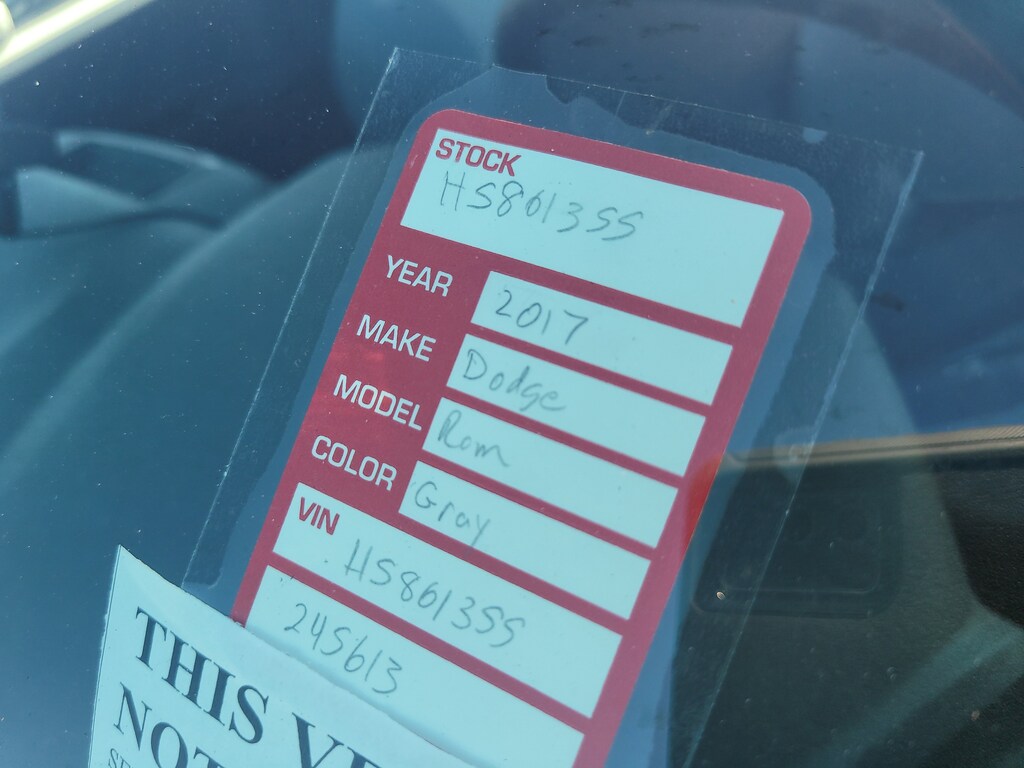 STOCK
HS861355
YEAR 2017
MAKE Dodge
MODEL Ram
COLOR Gray
VIN
HS861355
245613
THIS
NOT